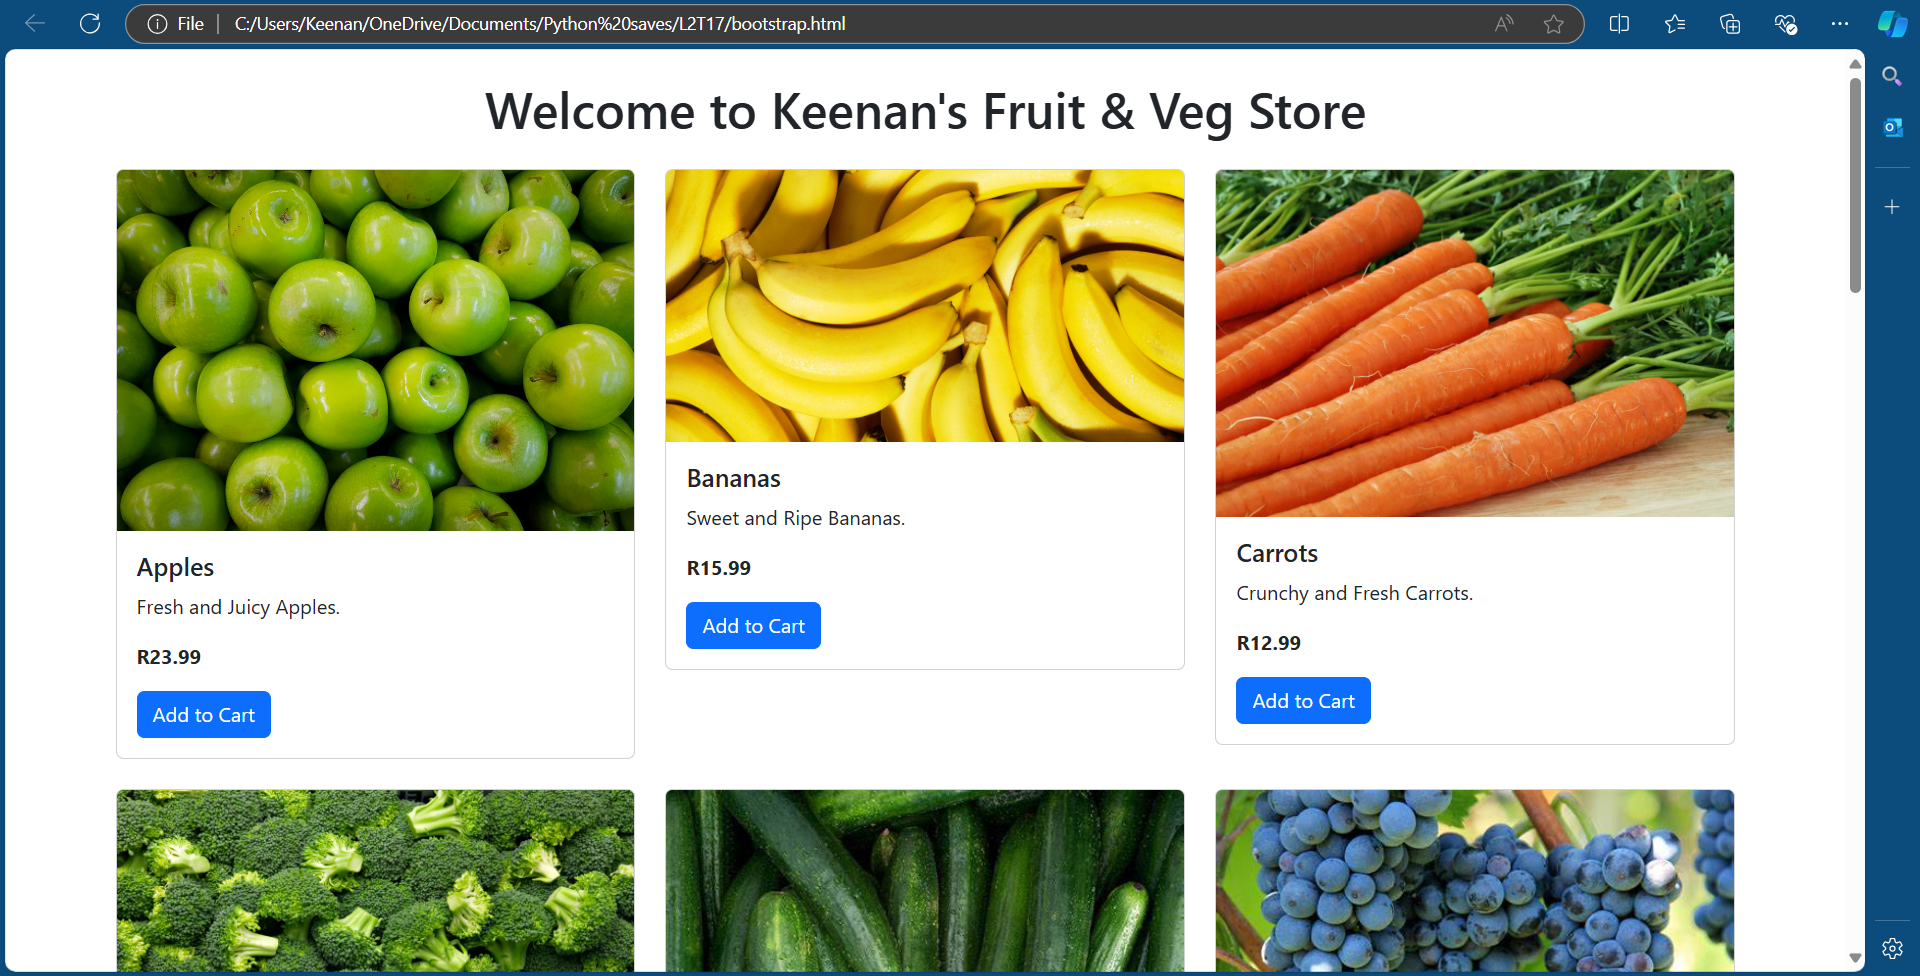 File
C:/Users/Keenan/OneDrive/Documents/Python%20saves/L2T17/bootstrap.html
Welcome to Keenan's Fruit & Veg Store
Apples
Fresh and Juicy Apples.
R23.99
Add to Cart
Bananas
Sweet and Ripe Bananas.
R15.99
Add to Cart
Carrots
Crunchy and Fresh Carrots.
R12.99
Add to Cart